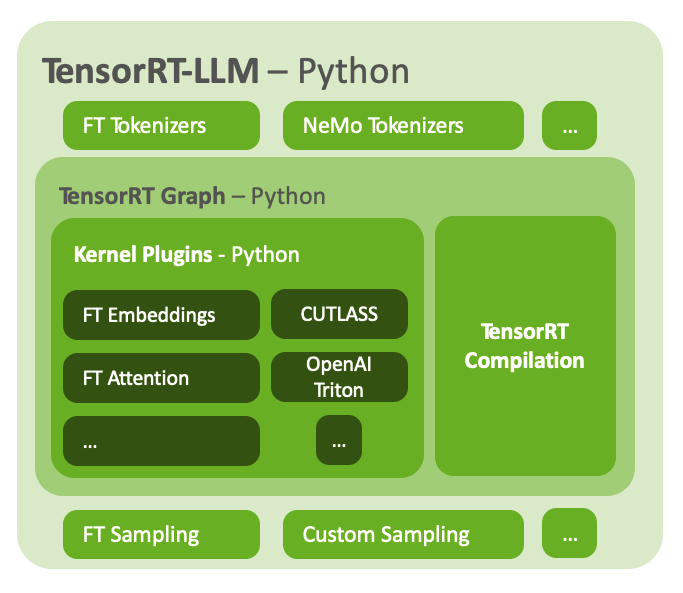 TensorRT-LLM – Python
FT Tokenizers
NeMo Tokenizers
...
TensorRT Graph – Python
Kernel Plugins - Python
FT Embeddings
CUTLASS
FT Attention
OpenAI
Triton
...
...
TensorRT
Compilation
FT Sampling
Custom Sampling
...